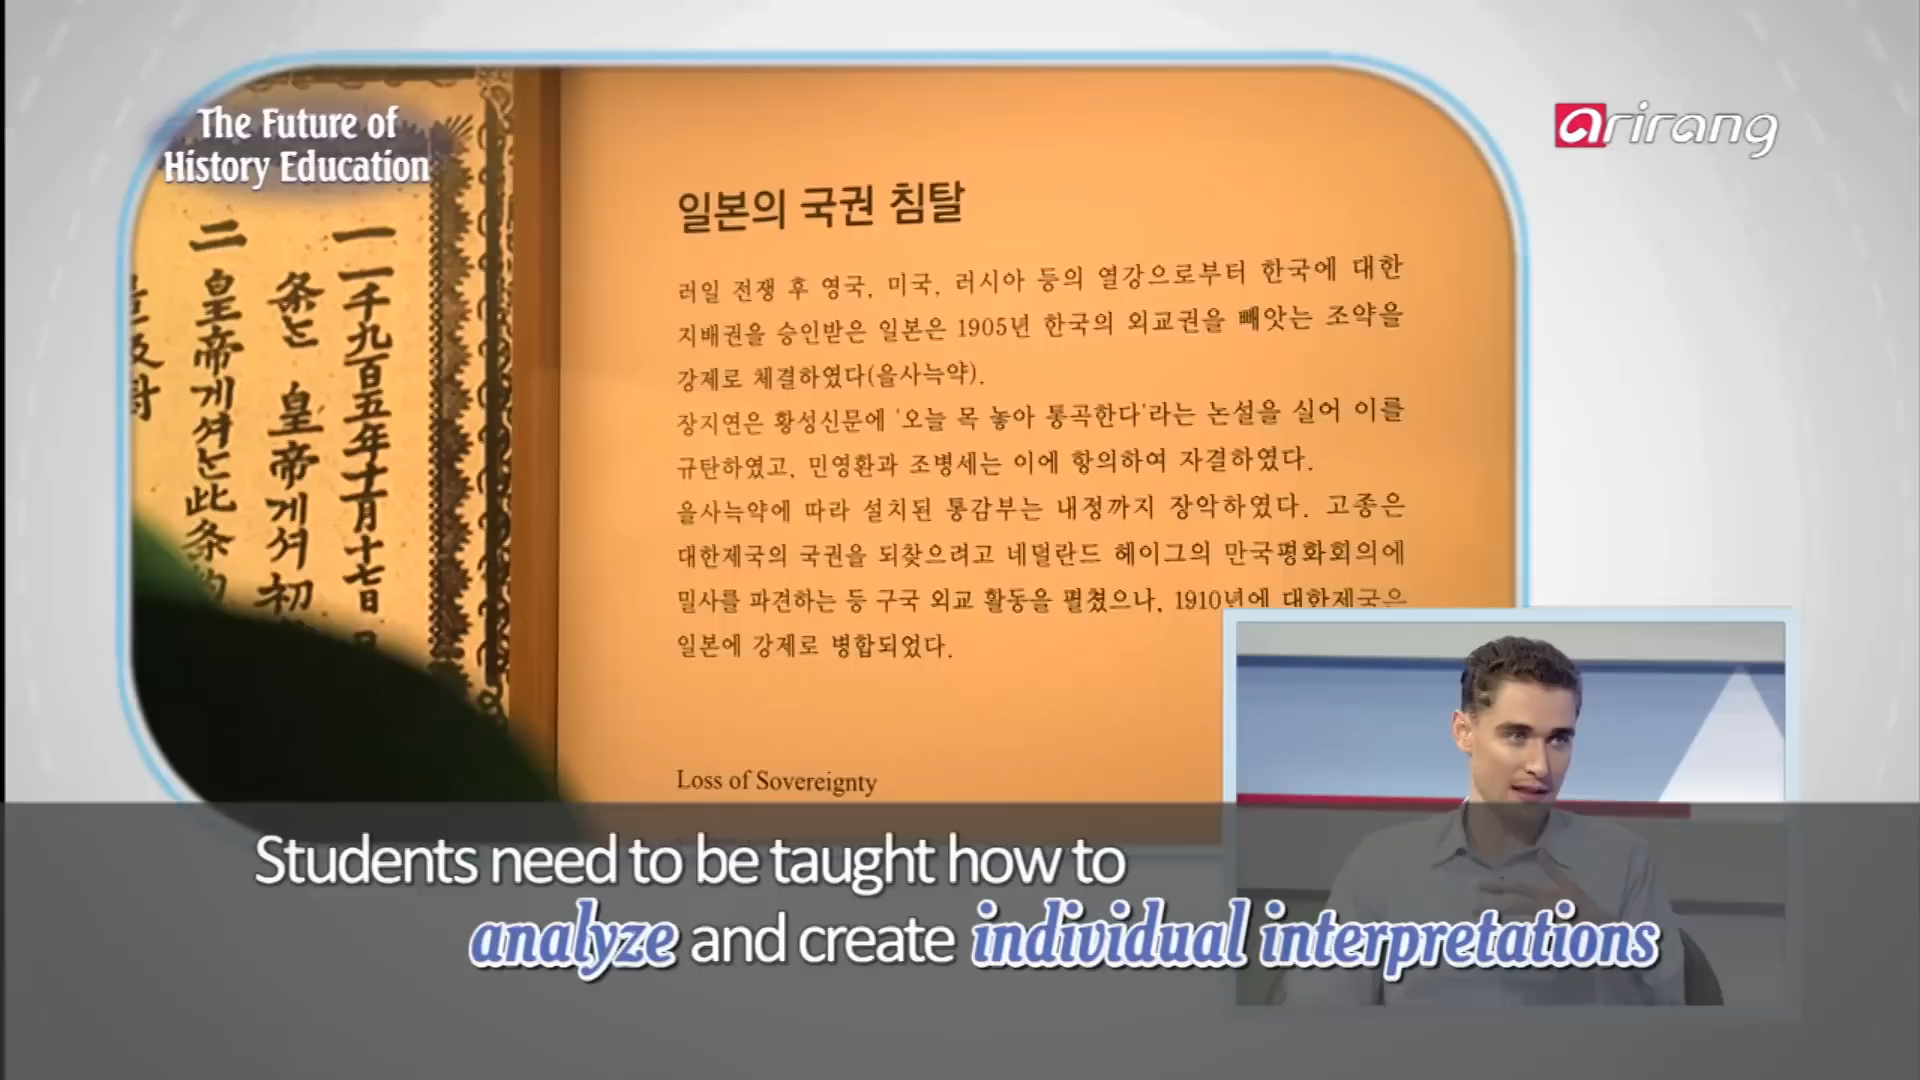 The Future of
History Education
arirang
一 一千九百五年十一月十七日
条는 皇帝게셔 初
二 皇帝게셔는 此条約
일본의 국권 침탈
러일 전쟁 후 영국, 미국, 러시아 등의 열강으로부터 한국에 대한
지배권을 승인받은 일본은 1905년 한국의 외교권을 빼앗는 조약을
강제로 체결하였다(을사늑약).
장지연은 황성신문에 '오늘 목 놓아 통곡한다'라는 논설을 실어 이를
규탄하였고, 민영환과 조병세는 이에 항의하여 자결하였다.
을사늑약에 따라 설치된 통감부는 내정까지 장악하였다. 고종은
대한제국의 국권을 되찾으려고 네덜란드 헤이그의 만국평화회의에
밀사를 파견하는 등 구국 외교 활동을 펼쳤으나, 1910년에 대한제국은
일본에 강제로 병합되었다.
Loss of Sovereignty
Students need to be taught how to
analyze and create individual interpretations